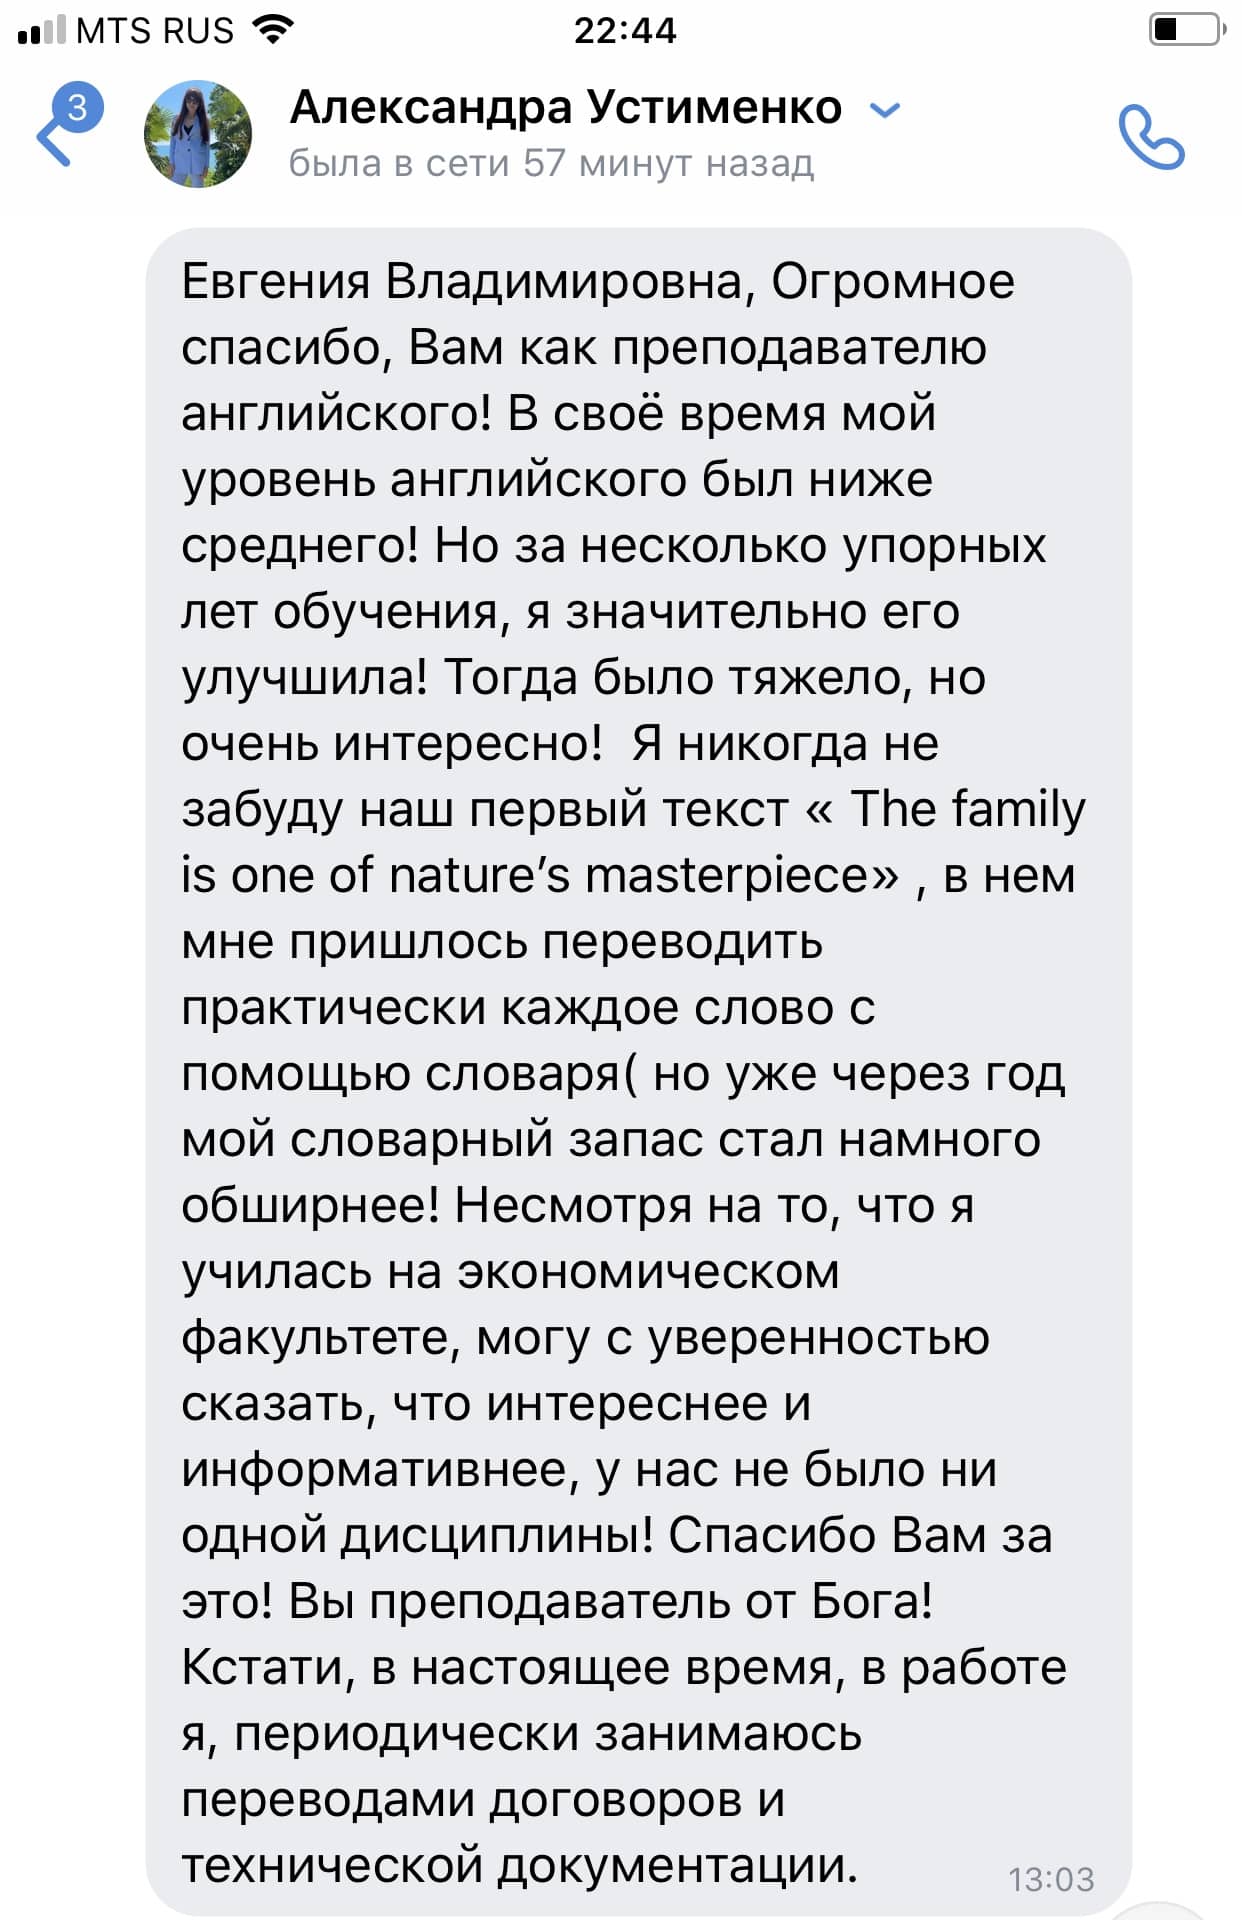 MTS RUS
22:44
3
Александра Устименко
была в сети 57 минут назад
Евгения Владимировна, Огромное
спасибо, Вам как преподавателю
английского! В своё время мой
уровень английского был ниже
среднего! Но за несколько упорных
лет обучения, я значительно его
улучшила! Тогда было тяжело, но
очень интересно!  Я никогда не
забуду наш первый текст « The family
is one of nature’s masterpiece» , в нем
мне пришлось переводить
практически каждое слово с
помощью словаря( но уже через год
мой словарный запас стал намного
обширнее! Несмотря на то, что я
училась на экономическом
факультете, могу с уверенностью
сказать, что интереснее и
информативнее, у нас не было ни
одной дисциплины! Спасибо Вам за
это! Вы преподаватель от Бога!
Кстати, в настоящее время, в работе
я, периодически занимаюсь
переводами договоров и
технической документации.
13:03